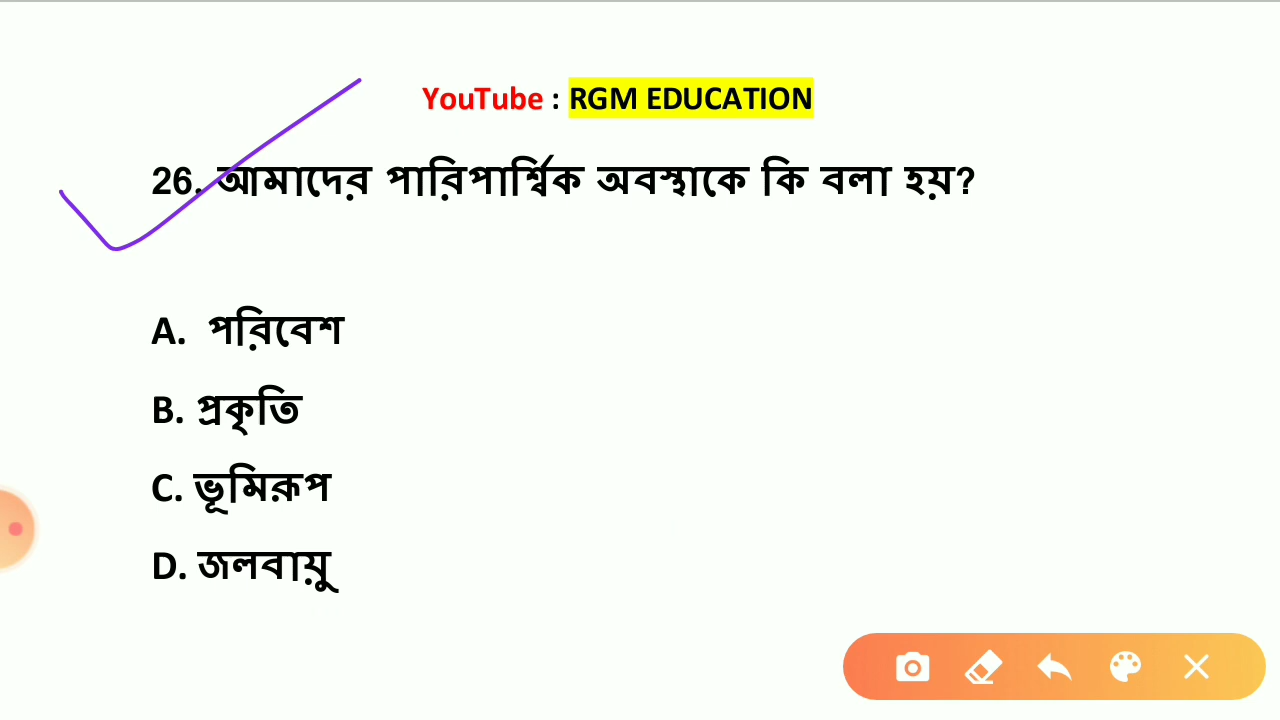 YouTube : RGM EDUCATION
26. আমাদের পারিপার্শ্বিক অবস্থাকে কি বলা হয়?
A. পরিবেশ
B. প্রকৃতি
C. ভূমিরূপ
D. জলবায়ু